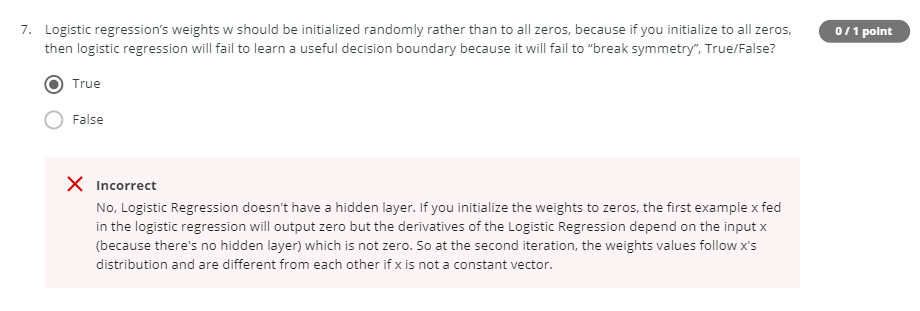 7. Logistic regression's weights w should be initialized randomly rather than to all zeros, because if you initialize to all zeros,
0 / 1 point
then logistic regression will fail to learn a useful decision boundary because it will fail to “break symmetry”, True/False?
True
False
Incorrect
No, Logistic Regression doesn't have a hidden layer. If you initialize the weights to zeros, the first example x fed
in the logistic regression will output zero but the derivatives of the Logistic Regression depend on the input x
(because there's no hidden layer) which is not zero. So at the second iteration, the weights values follow x's
distribution and are different from each other if x is not a constant vector.